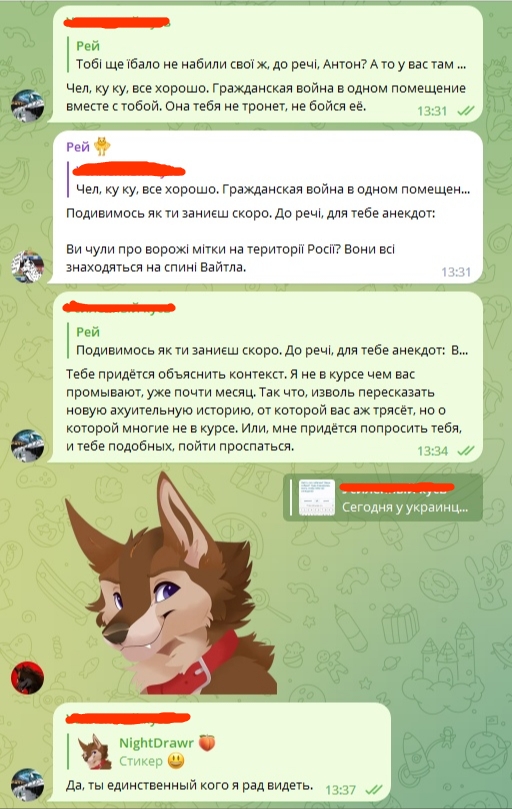 Рей
Тобі ще їбало не набили свої ж, до речі, Антон? А то у вас там ...
Чел, ку ку, все хорошо. Гражданская война в одном помещение
вместе с тобой. Она тебя не тронет, не бойся её.
13:31
Рей
Чел, ку ку, все хорошо. Гражданская война в одном помещен...
Подивимось як ти заниєш скоро. До речі, для тебе анекдот:
Ви чули про ворожі мітки на території Росії? Вони всі
знаходяться на спині Вайтла.
13:31
Рей
Подивимось як ти заниєш скоро. До речі, для тебе анекдот: В...
Тебе придётся объяснить контекст. Я не в курсе чем вас
промывают, уже почти месяц. Так что, изволь пересказать
новую ахуительную историю, от которой вас аж трясёт, но о
которой многие не в курсе. Или, мне придётся попросить тебя,
и тебе подобных, пойти проспаться.
13:34
Сегодня у украинц...
NightDrawr
Стикер
Да, ты единственный кого я рад видеть.
13:37